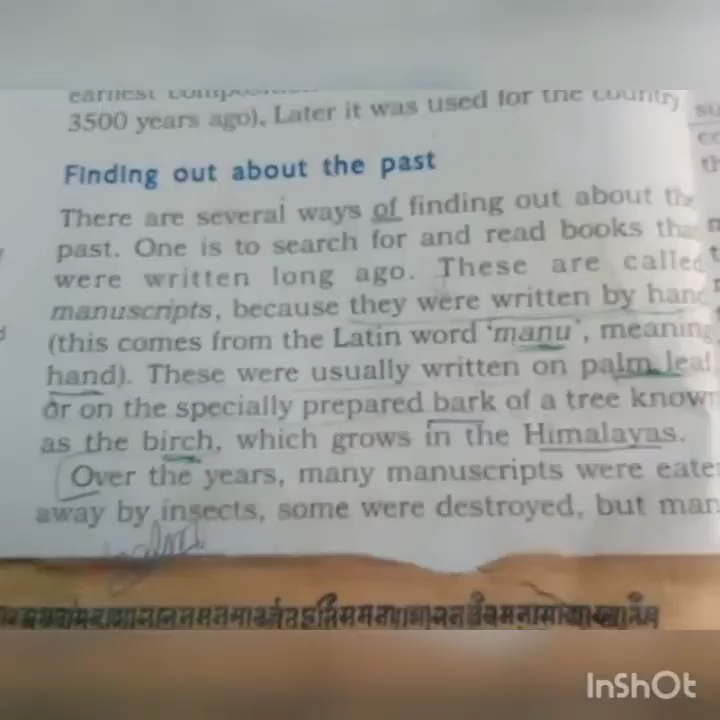 3500 years ago). Later it was used for the country
Finding out about the past
There are several ways of finding out about the
past. One is to search for and read books
were written long ago. These are called
manuscripts, because they were written by hand
(this comes from the Latin word 'manu', meaning
hand). These were usually written on palm leaf
or on the specially prepared bark of a tree known
as the birch, which grows in the Himalayas.
Over the years, many manuscripts were
away by insects, some were destroyed, but
InShOt